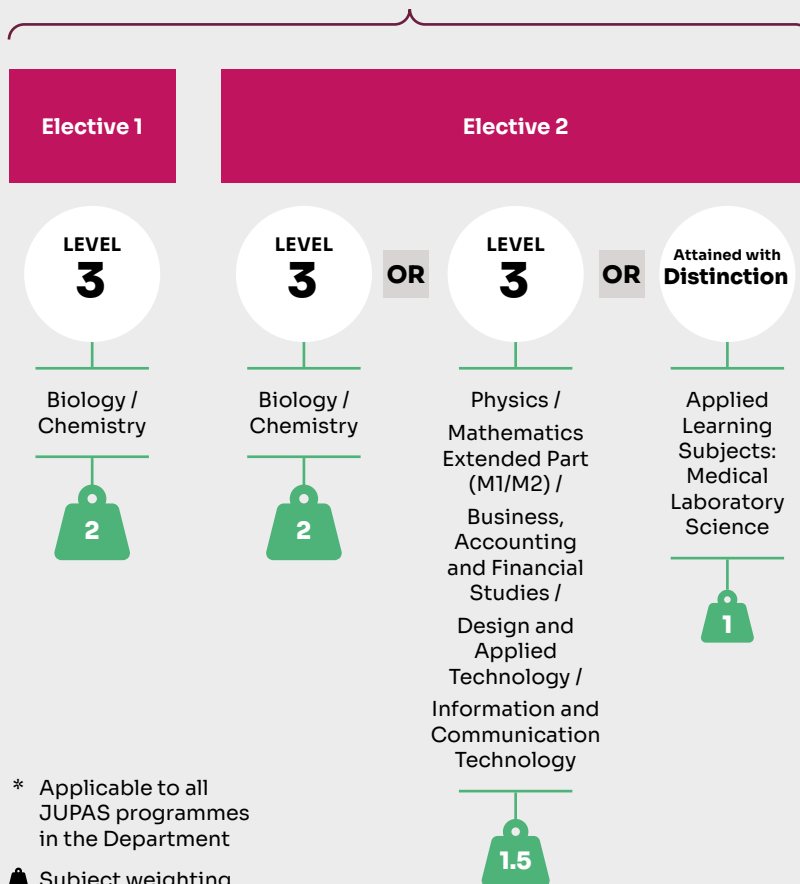 Elective 1
Elective 2
LEVEL
3
Biology /
Chemistry
2
LEVEL
3
Biology /
Chemistry
2
OR
LEVEL
3
Physics /
Mathematics
Extended Part
(M1/M2) /
Business,
Accounting
and Financial
Studies /
Design and
Applied
Technology /
Information and
Communication
Technology
1.5
OR
Attained with
Distinction
Applied
Learning
Subjects:
Medical
Laboratory
Science
1
* Applicable to all
JUPAS programmes
in the Department
Subject weighting